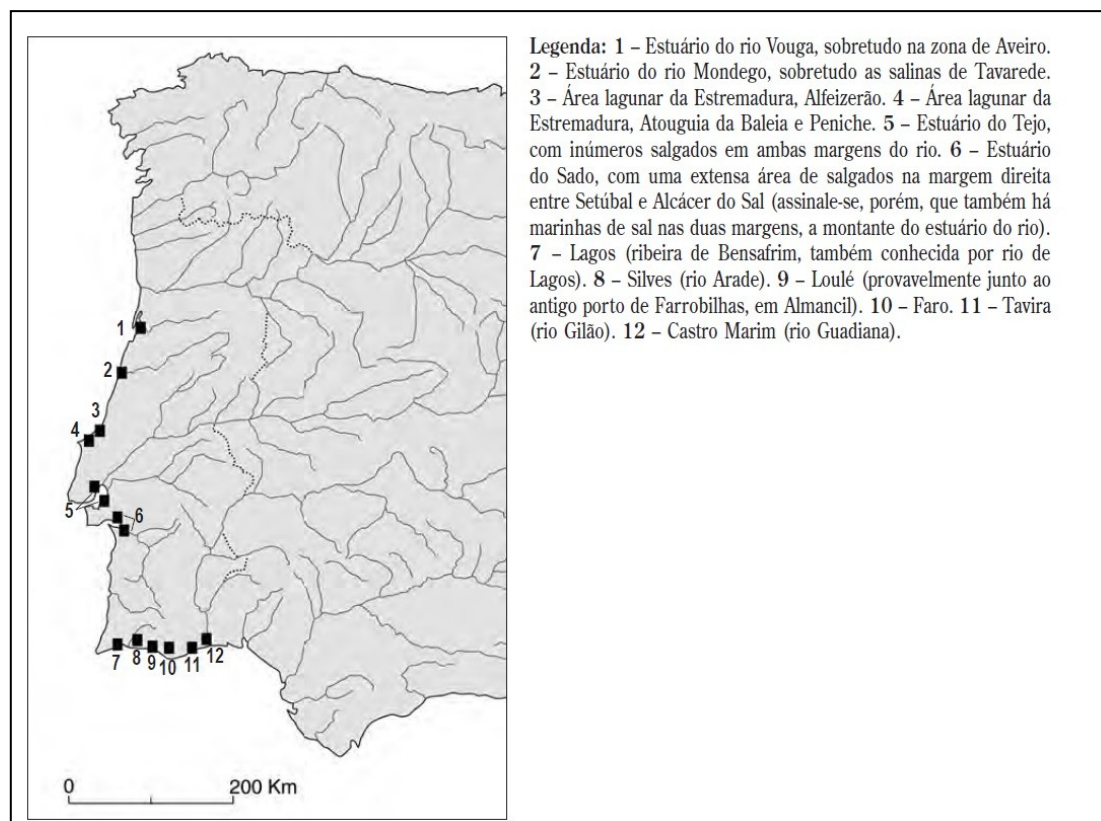 Legenda: 1 – Estuário do rio Vouga, sobretudo na zona de Aveiro.
2 – Estuário do rio Mondego, sobretudo as salinas de Tavarede.
3 – Área lagunar da Estremadura, Alfeizerão. 4 – Área lagunar da
Estremadura, Atouguia da Baleia e Peniche. 5 – Estuário do Tejo,
com inúmeros salgados em ambas margens do rio. 6 – Estuário
do Sado, com uma extensa área de salgados na margem direita
entre Setúbal e Alcácer do Sal (assinale-se, porém, que também há
marinhas de sal nas duas margens, a montante do estuário do rio).
7 – Lagos (ribeira de Bensafrim, também conhecida por rio de
Lagos). 8 – Silves (rio Arade). 9 – Loulé (provavelmente junto ao
antigo porto de Farrobilhas, em Almancil). 10 – Faro. 11 – Tavira
(rio Gilão). 12 – Castro Marim (rio Guadiana).
1
2
3
4
5
6
7 8 9 10 11 12
0 200 Km